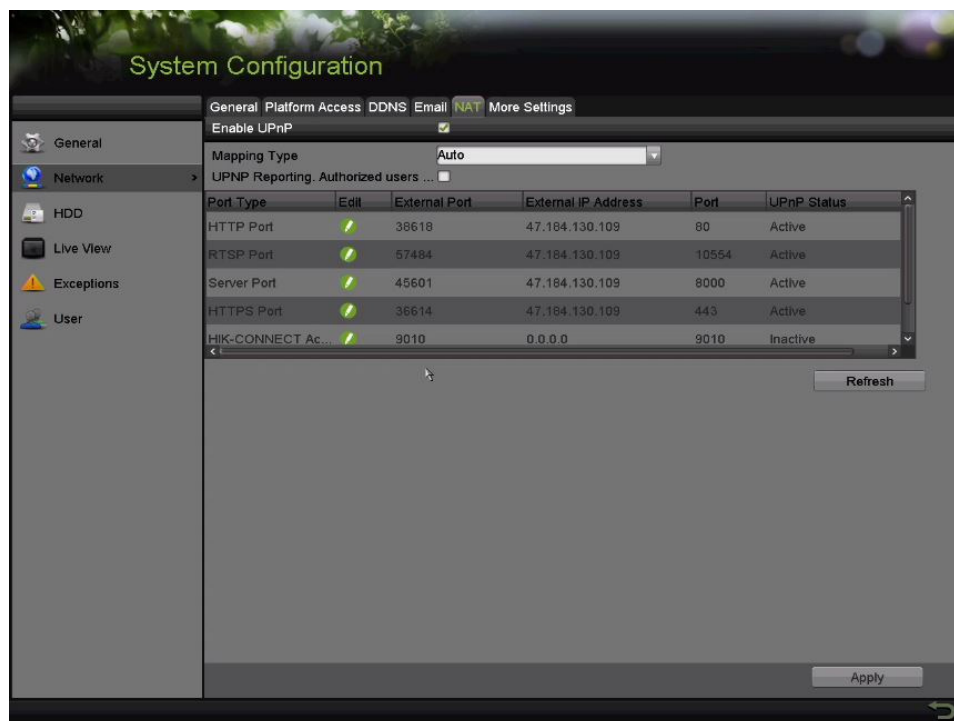 System Configuration
General Platform Access DDNS Email NAT More Settings
Enable UPnP
General
Mapping Type Auto
Network
UPNP Reporting. Authorized users ...
Port Type Edit External Port External IP Address Port UPnP Status
HDD
HTTP Port 38618 47.184.130.109 80 Active
Live View
RTSP Port 57484 47.184.130.109 10554 Active
Exceptions
Server Port 45601 47.184.130.109 8000 Active
User
HTTPS Port 36614 47.184.130.109 443 Active
HIK-CONNECT Ac... 9010 0.0.0.0 9010 Inactive
Refresh
Apply